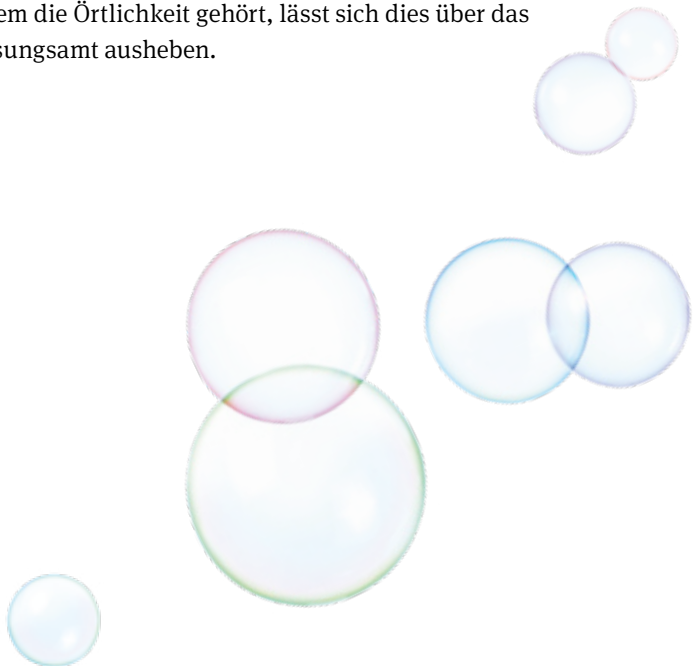 em die Örtlichkeit gehört, lässt sich dies über das
sungsamt ausheben.